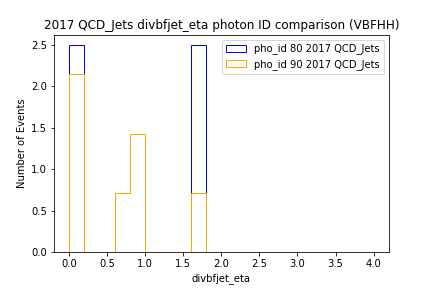 2017 QCD_Jets divbfjet_eta photon ID comparison (VBFHH)
pho_id 80 2017 QCD_Jets
pho_id 90 2017 QCD_Jets
Number of Events
2.5
2.0
1.5
1.0
0.5
0.0
0.0 0.5 1.0 1.5 2.0 2.5 3.0 3.5 4.0
divbfjet_eta